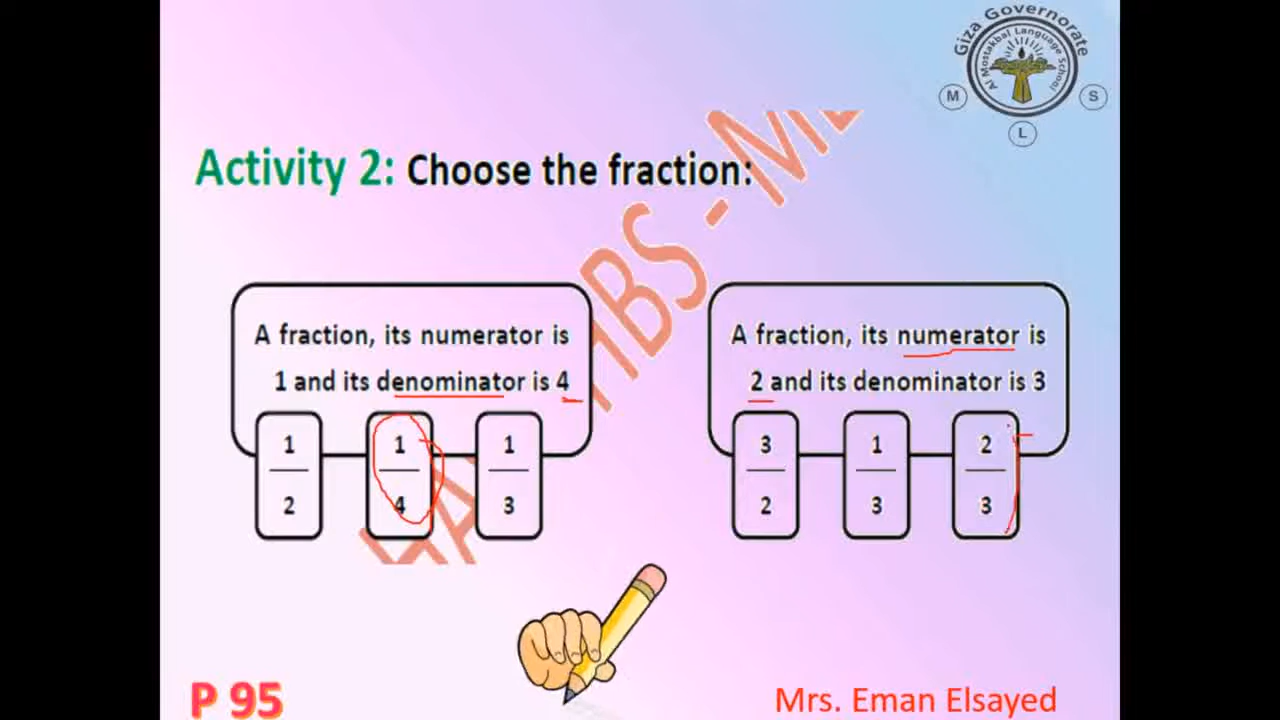 Giza Governorate
Al Mostakbal Language School
M S
L
Activity 2: Choose the fraction:
A fraction, its numerator is
1 and its denominator is 4
1 1 1
2 4 3
A fraction, its numerator is
2 and its denominator is 3
3 1 2
2 3 3
P 95
Mrs. Eman Elsayed